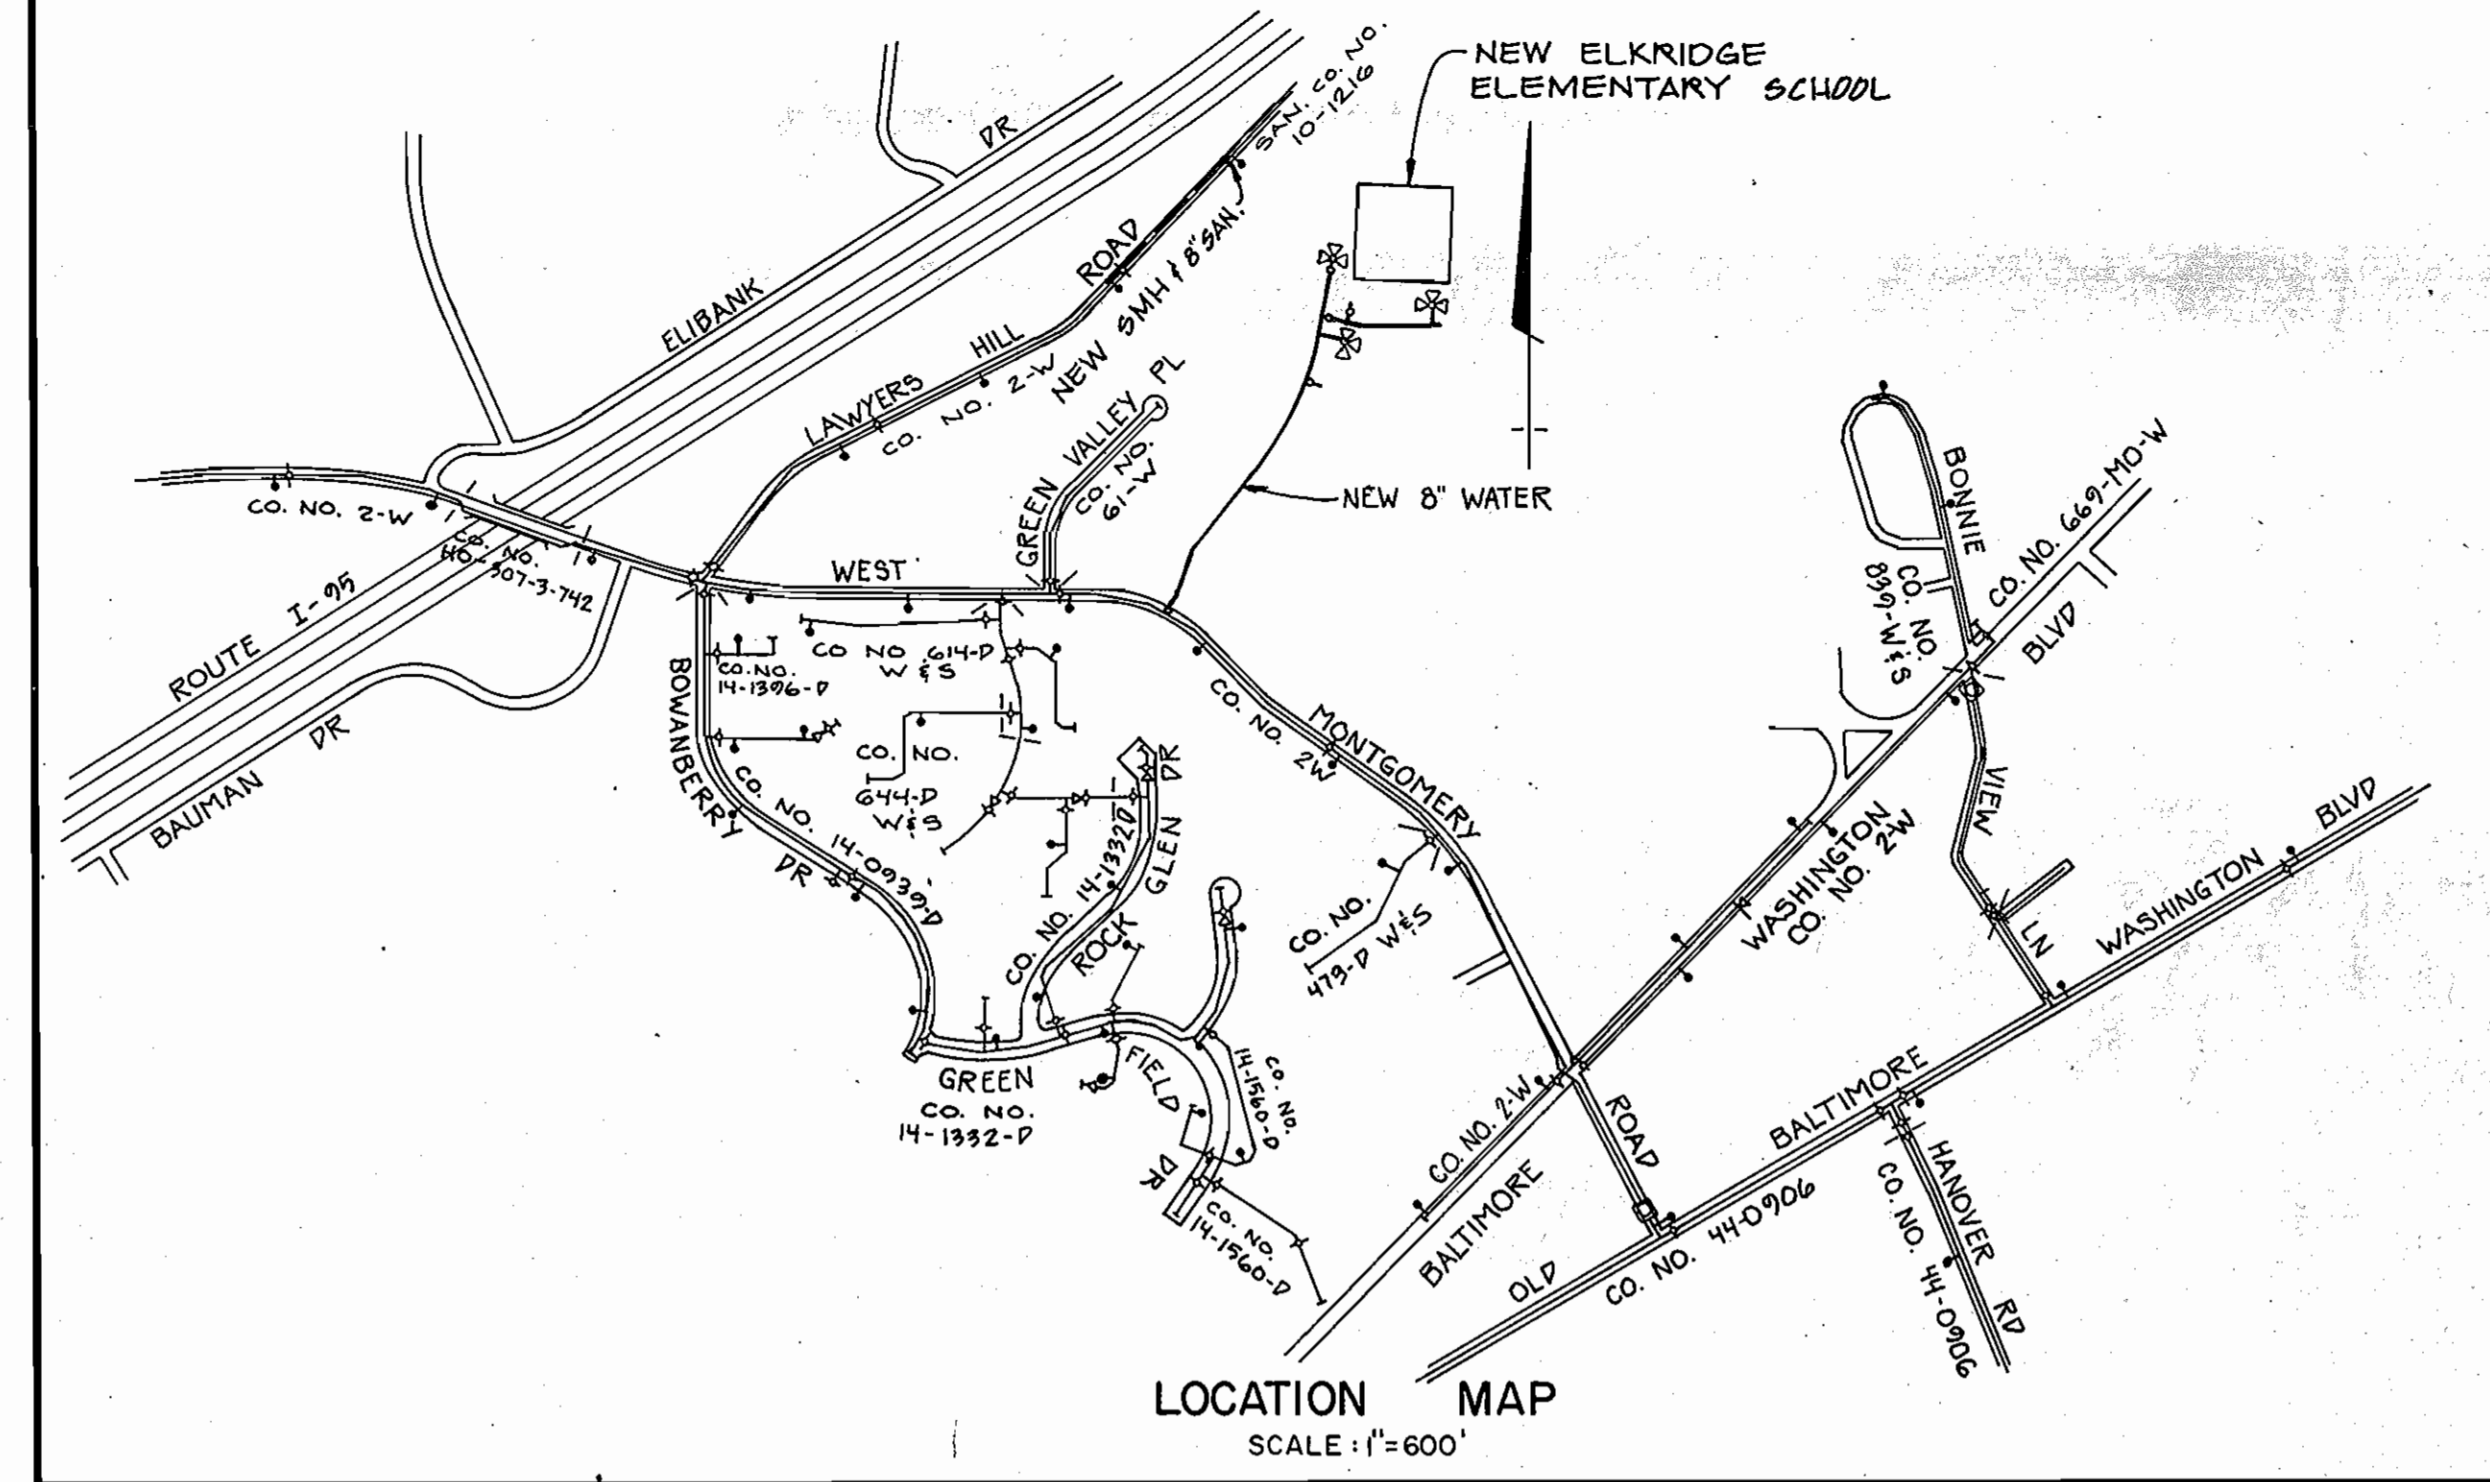 NEW ELKRIDGE
ELEMENTARY SCHOOL
SAN. CO. NO.
10-1216
DR
ELIBANK
LAWYERS HILL ROAD
CO. NO. 2-W
NEW SMH & 8" SAN.
GREEN VALLEY PL
CO. NO.
61-W
NEW 8" WATER
CO. NO. 2-W
CO. NO.
HO-307-3-742
ROUTE I-95
BAUMAN DR
WEST
MONTGOMERY
ROAD
CO. NO. 2W
BOWANBERRY DR
CO. NO. 14-0939-D
CO. NO.
14-1396-D
CO NO 614-D
W & S
CO. NO.
644-D
W&S
CO. NO. 14-1332D
ROCK GLEN DR
GREEN
FIELD
DR
CO. NO.
14-1332-D
CO. NO.
14-1560-D
CO. NO.
14-1560-D
CO. NO.
473-D W&S
BONNIE
VIEW
LN
CO. NO.
839-W&S
CO. NO. 669-MO-W
BLVD
WASHINGTON
CO. NO. 2-W
CO. NO. 2-W
BALTIMORE
OLD
BALTIMORE
WASHINGTON
BLVD
CO. NO. 44-0906
HANOVER RD
CO. NO. 44-0906
LOCATION MAP
SCALE : 1"=600'